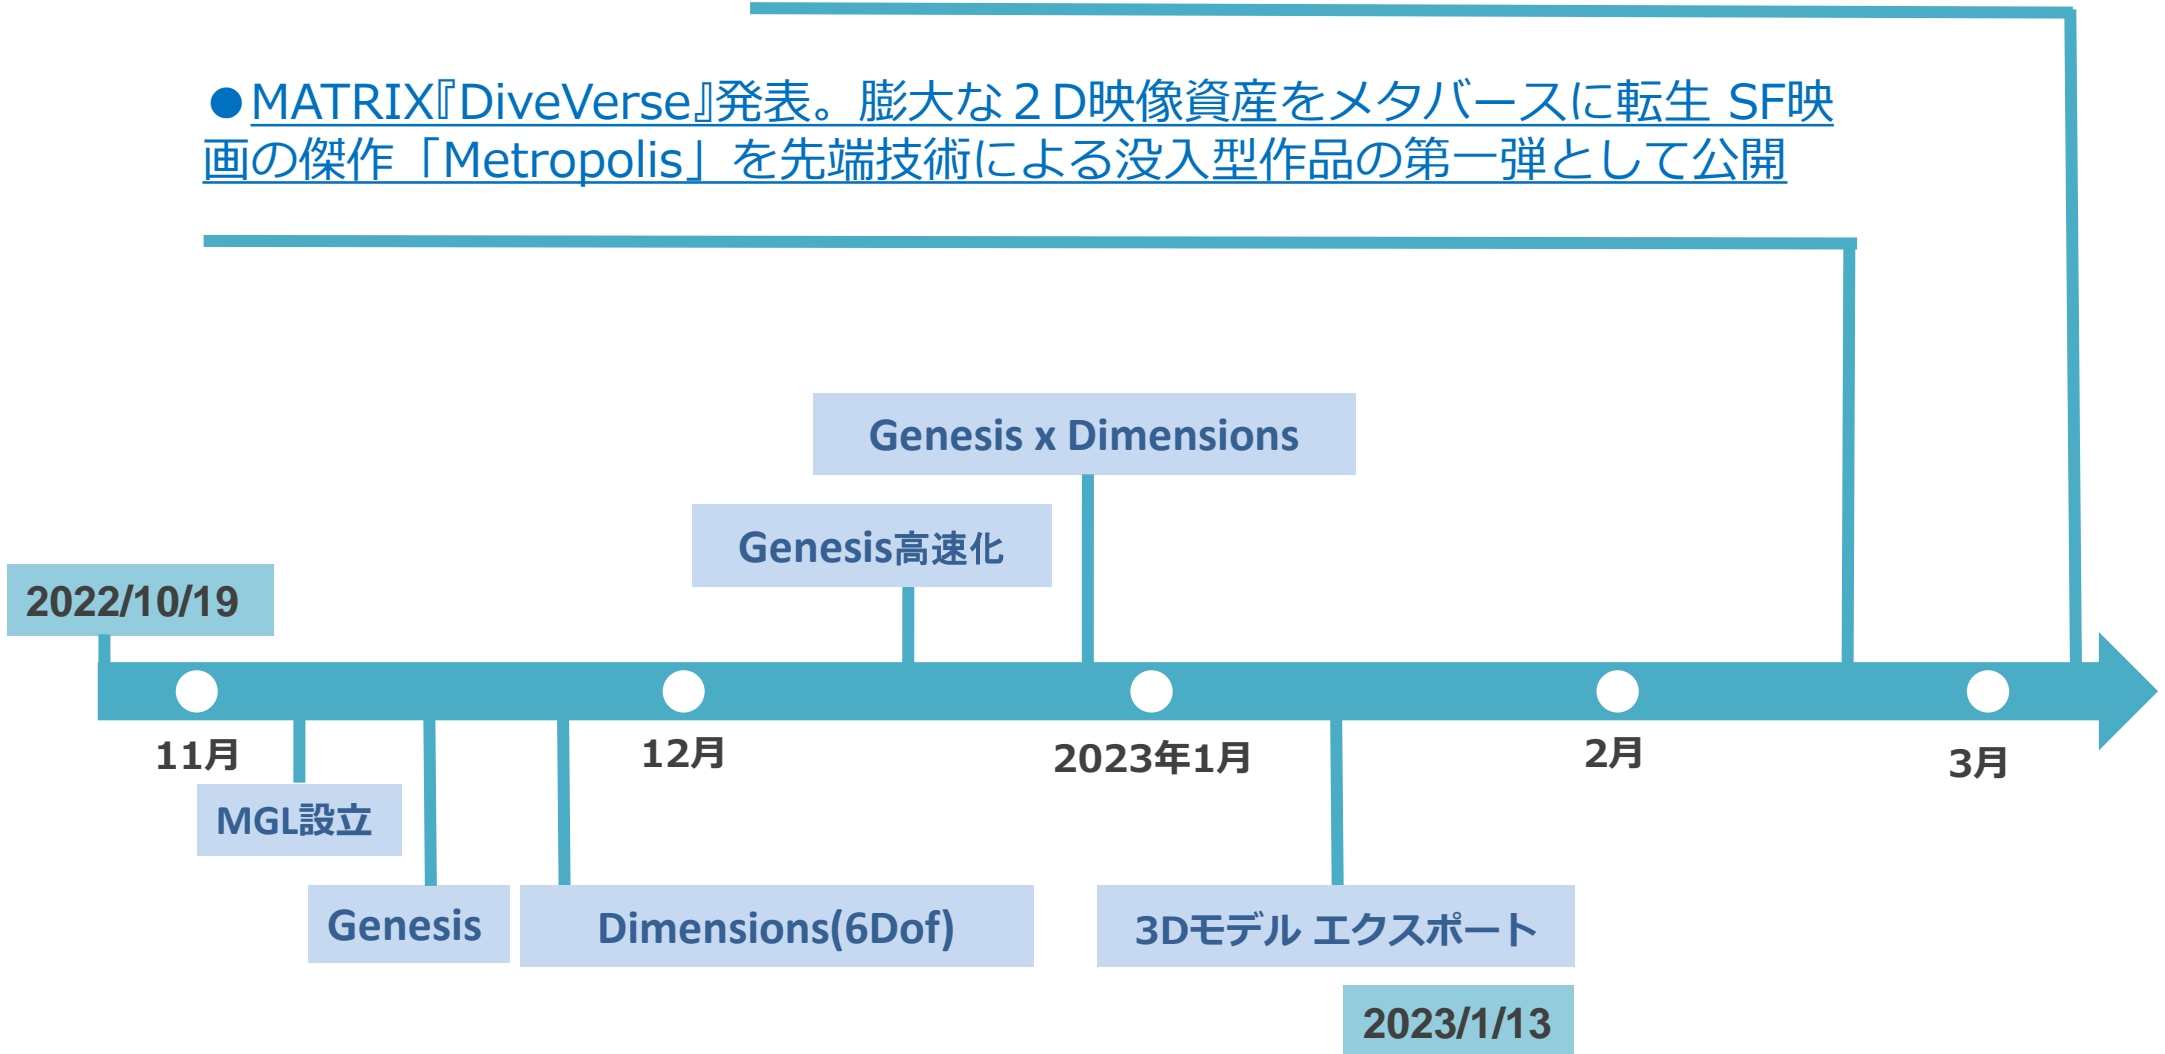 ●MATRIX『DiveVerse』発表。膨大な２D映像資産をメタバースに転生 SF映
画の傑作「Metropolis」を先端技術による没入型作品の第一弾として公開
Genesis x Dimensions
Genesis高速化
2022/10/19
11月
12月
2023年1月
2月
3月
MGL設立
Genesis
Dimensions(6Dof)
3Dモデル エクスポート
2023/1/13